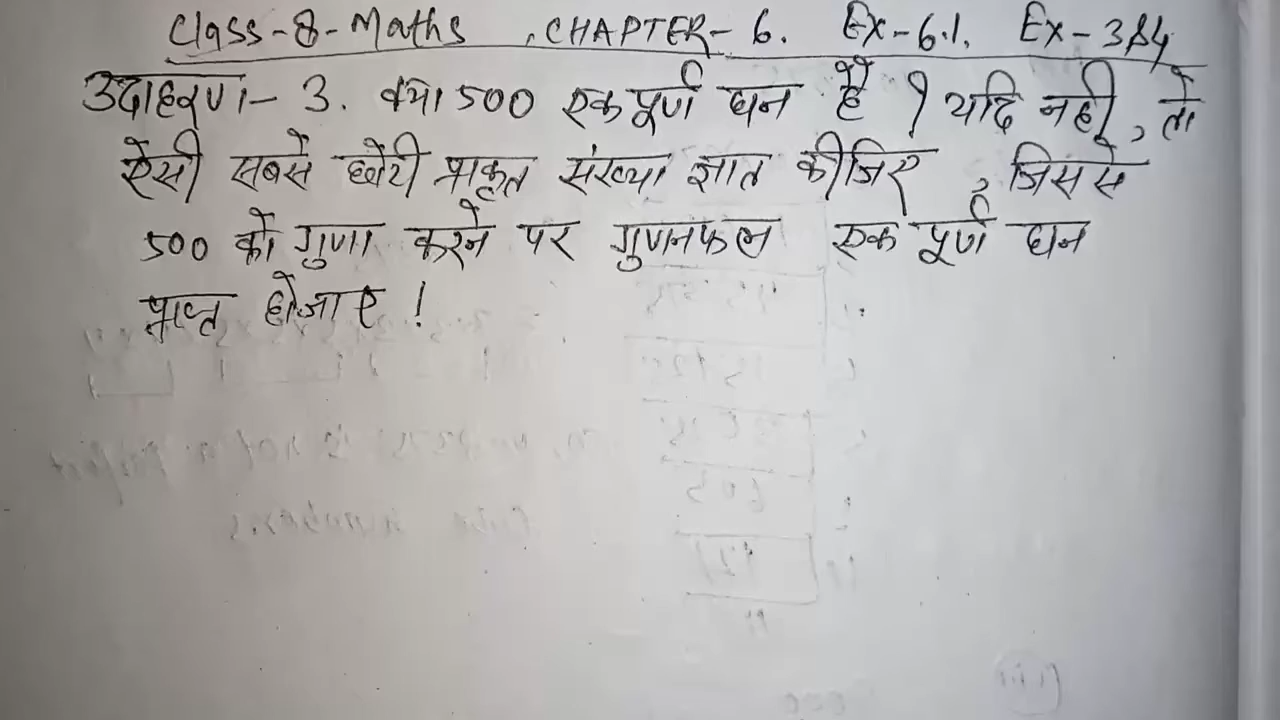 Class-8-Maths , CHAPTER-6. Ex-6.1. Ex-3&4
उदाहरण-3. क्या 500 एक पूर्ण घन है ? यदि नही, तो
ऐसी सबसे छोटी प्राकृत संख्या ज्ञात कीजिए, जिससे
500 को गुणा करने पर गुणनफल एक पूर्ण घन
प्राप्त होजाए !